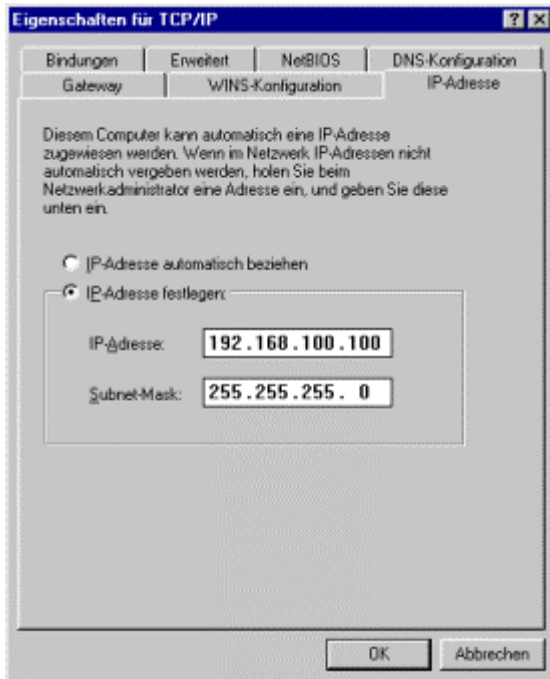 Eigenschaften für TCP/IP
Bindungen Erweitert NetBIOS DNS-Konfiguration
Gateway WINS-Konfiguration IP-Adresse
Diesem Computer kann automatisch eine IP-Adresse
zugewiesen werden. Wenn im Netzwerk IP-Adressen nicht
automatisch vergeben werden, holen Sie beim
Netzwerkadministrator eine Adresse ein, und geben Sie diese
unten ein.
IP-Adresse automatisch beziehen
IP-Adresse festlegen:
IP-Adresse: 192.168.100.100
Subnet-Mask: 255.255.255. 0
OK Abbrechen